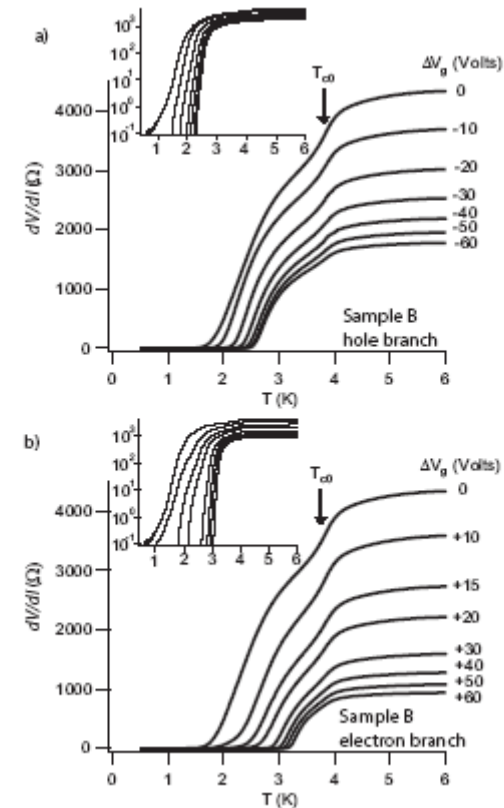 a)
10³
10²
10¹
10⁰
10⁻¹
1 2 3 4 5 6
T_c0
ΔV_g (Volts)
0
-10
-20
-30
-40
-50
-60
dV/dI (Ω)
4000
3000
2000
1000
0
Sample B
hole branch
0 1 2 3 4 5 6
T (K)
b)
10³
10²
10¹
10⁰
10⁻¹
1 2 3 4 5 6
T_c0
ΔV_g (Volts)
0
+10
+15
+20
+30
+40
+50
+60
dV/dI (Ω)
4000
3000
2000
1000
0
Sample B
electron branch
0 1 2 3 4 5 6
T (K)